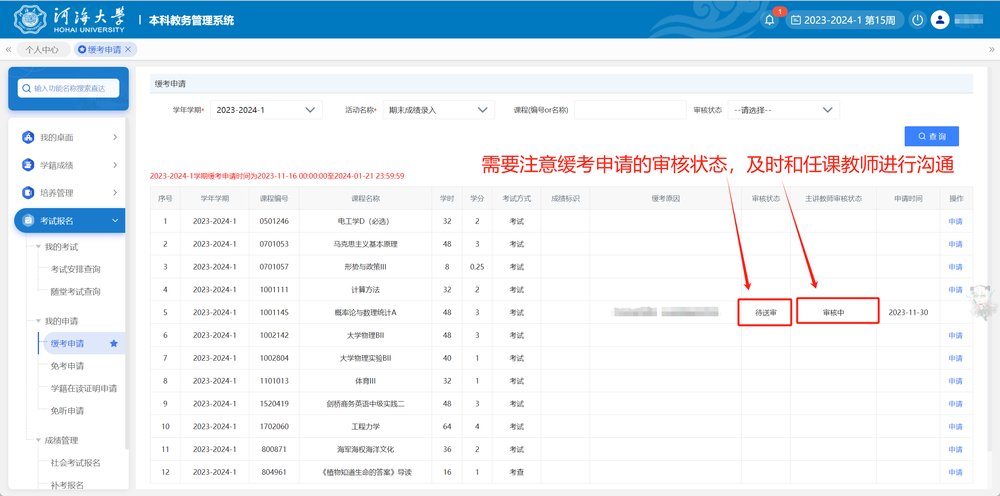 河海大学
HOHAI UNIVERSITY
本科教务管理系统
1
2023-2024-1 第15周
个人中心
缓考申请
输入功能名称搜索直达
我的桌面
学籍成绩
培养管理
考试报名
我的考试
考试安排查询
随堂考试查询
我的申请
缓考申请
免考申请
学籍在读证明申请
免听申请
成绩管理
社会考试报名
补考报名
缓考申请
学年学期* 2023-2024-1 活动名称* 期末成绩录入 课程(编号or名称) 审核状态 --请选择--
查 询
需要注意缓考申请的审核状态，及时和任课教师进行沟通
2023-2024-1学期缓考申请时间为2023-11-16 00:00:00至2024-01-21 23:59:59
序号 学年学期 课程编号 课程名称 学时 学分 考试方式 成绩标识 缓考原因 审核状态 主讲教师审核状态 申请时间 操作
1 2023-2024-1 0501246 电工学D（必选） 32 2 考试 申请
2 2023-2024-1 0701053 马克思主义基本原理 48 3 考试 申请
3 2023-2024-1 0701057 形势与政策III 8 0.25 考试 申请
4 2023-2024-1 1001111 计算方法 32 2 考试 申请
5 2023-2024-1 1001145 概率论与数理统计A 48 3 考试 待送审 审核中 2023-11-30
6 2023-2024-1 1002142 大学物理BII 48 3 考试 申请
7 2023-2024-1 1002804 大学物理实验BII 40 1 考试 申请
8 2023-2024-1 1101013 体育III 32 1 考试 申请
9 2023-2024-1 1520419 剑桥商务英语中级实践二 48 3 考试 申请
10 2023-2024-1 1702060 工程力学 64 4 考试 申请
11 2023-2024-1 800871 海军海权海洋文化 36 2 考试 申请
12 2023-2024-1 804961 《植物知道生命的答案》导读 16 1 考查 申请